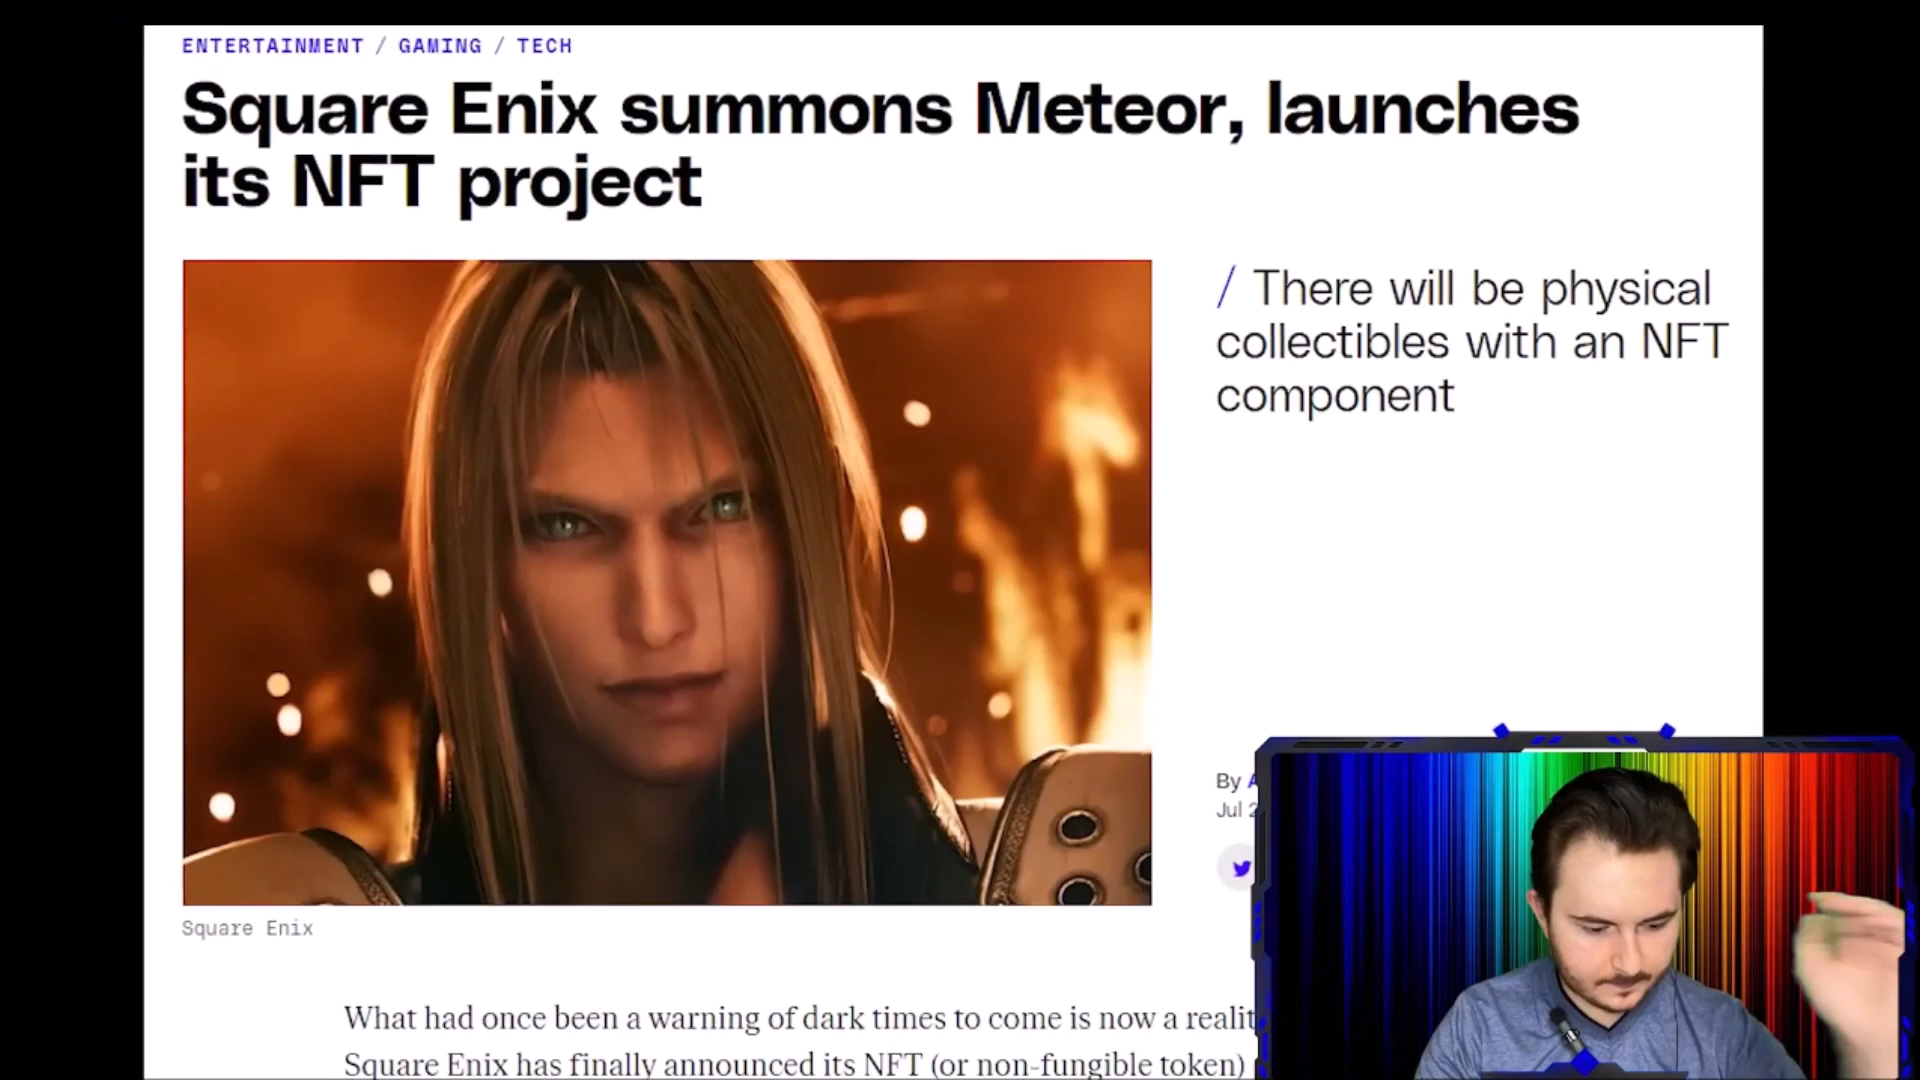 ENTERTAINMENT / GAMING / TECH
Square Enix summons Meteor, launches
its NFT project
/ There will be physical
collectibles with an NFT
component
By
Jul
Square Enix
What had once been a warning of dark times to come is now a
Square Enix has finally announced its NFT (or non-fungible token)